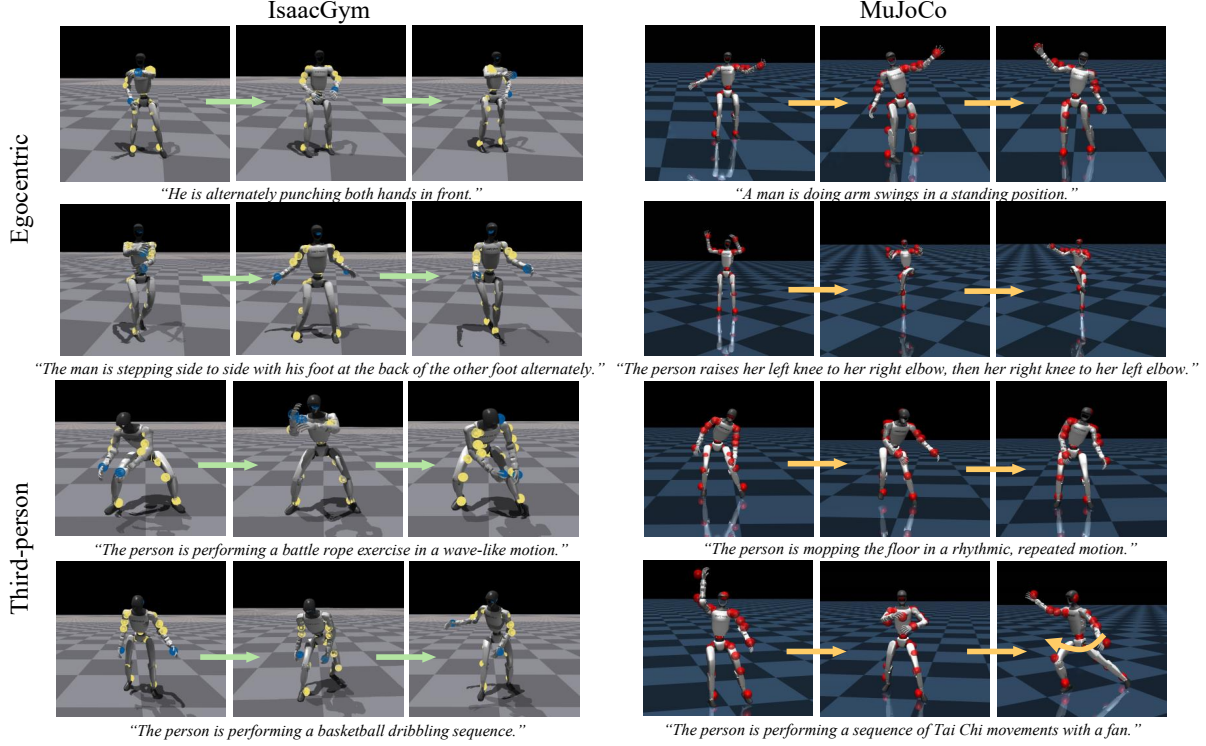 IsaacGym
MuJoCo
Egocentric
“He is alternately punching both hands in front.”
“A man is doing arm swings in a standing position.”
“The man is stepping side to side with his foot at the back of the other foot alternately.”
“The person raises her left knee to her right elbow, then her right knee to her left elbow.”
Third-person
“The person is performing a battle rope exercise in a wave-like motion.”
“The person is mopping the floor in a rhythmic, repeated motion.”
“The person is performing a basketball dribbling sequence.”
“The person is performing a sequence of Tai Chi movements with a fan.”